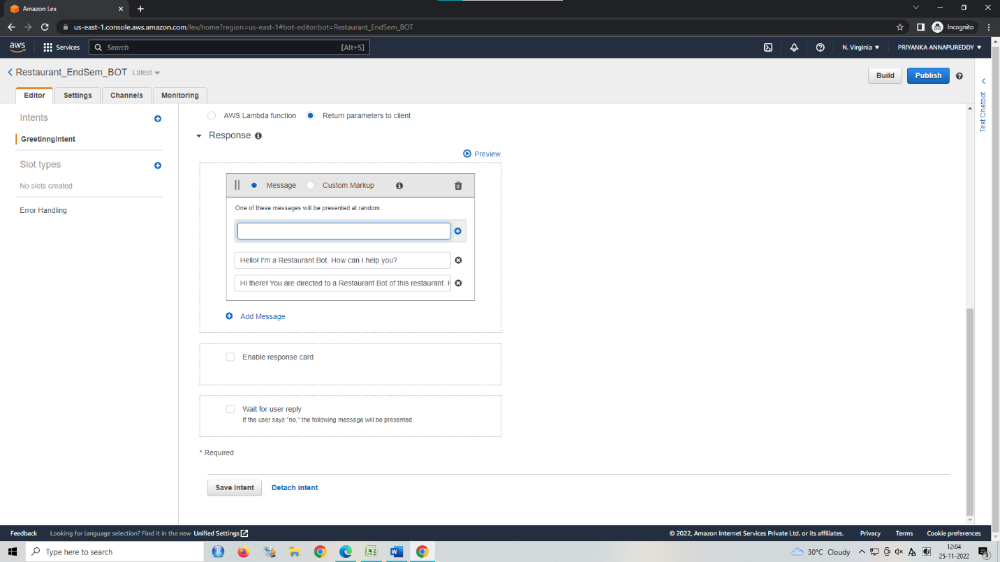 Amazon Lex
us-east-1.console.aws.amazon.com/lex/home?region=us-east-1#bot-editor:bot=Restaurant_EndSem_BOT
Incognito
aws
Services
Search
[Alt+S]
N. Virginia
PRIYANKA ANNAPUREDDY
Restaurant_EndSem_BOT Latest
Build
Publish
Editor
Settings
Channels
Monitoring
Test Chatbot
Intents
GreetinngIntent
Slot types
No slots created
Error Handling
AWS Lambda function
Return parameters to client
Response
Preview
Message
Custom Markup
One of these messages will be presented at random.
Hello! I'm a Restaurant Bot. How can I help you?
Hi there! You are directed to a Restaurant Bot of this restaurant. H
Add Message
Enable response card
Wait for user reply
If the user says "no," the following message will be presented.
* Required
Save Intent
Detach intent
Feedback
Looking for language selection? Find it in the new Unified Settings
© 2022, Amazon Internet Services Private Ltd. or its affiliates.
Privacy
Terms
Cookie preferences
Type here to search
30°C Cloudy
12:04
25-11-2022
3